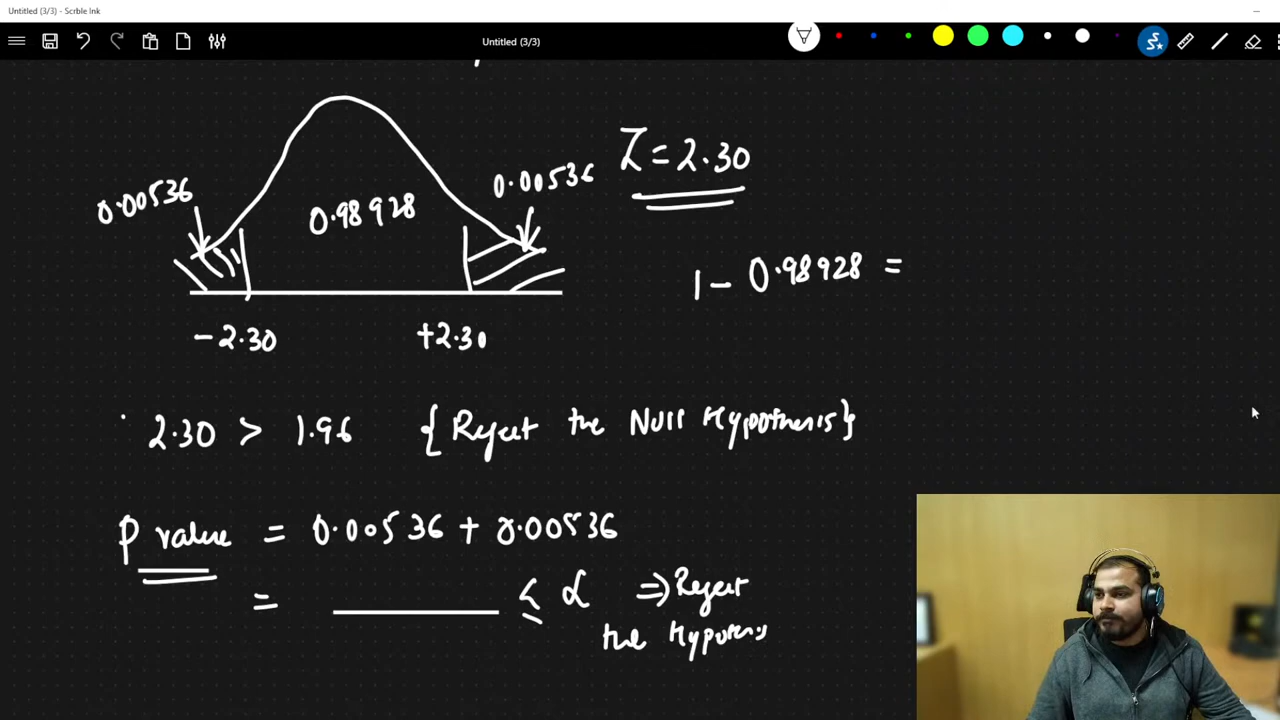 Untitled (3/3) - Scrble Ink
Untitled (3/3)
0.00536
0.98928
0.00536
Z = 2.30
1 - 0.98928 =
-2.30
+2.30
2.30 > 1.96 {Reject the Null Hypothesis}
P value = 0.00536 + 0.00536
= ≤ α ⇒ Reject
the Hypothesis